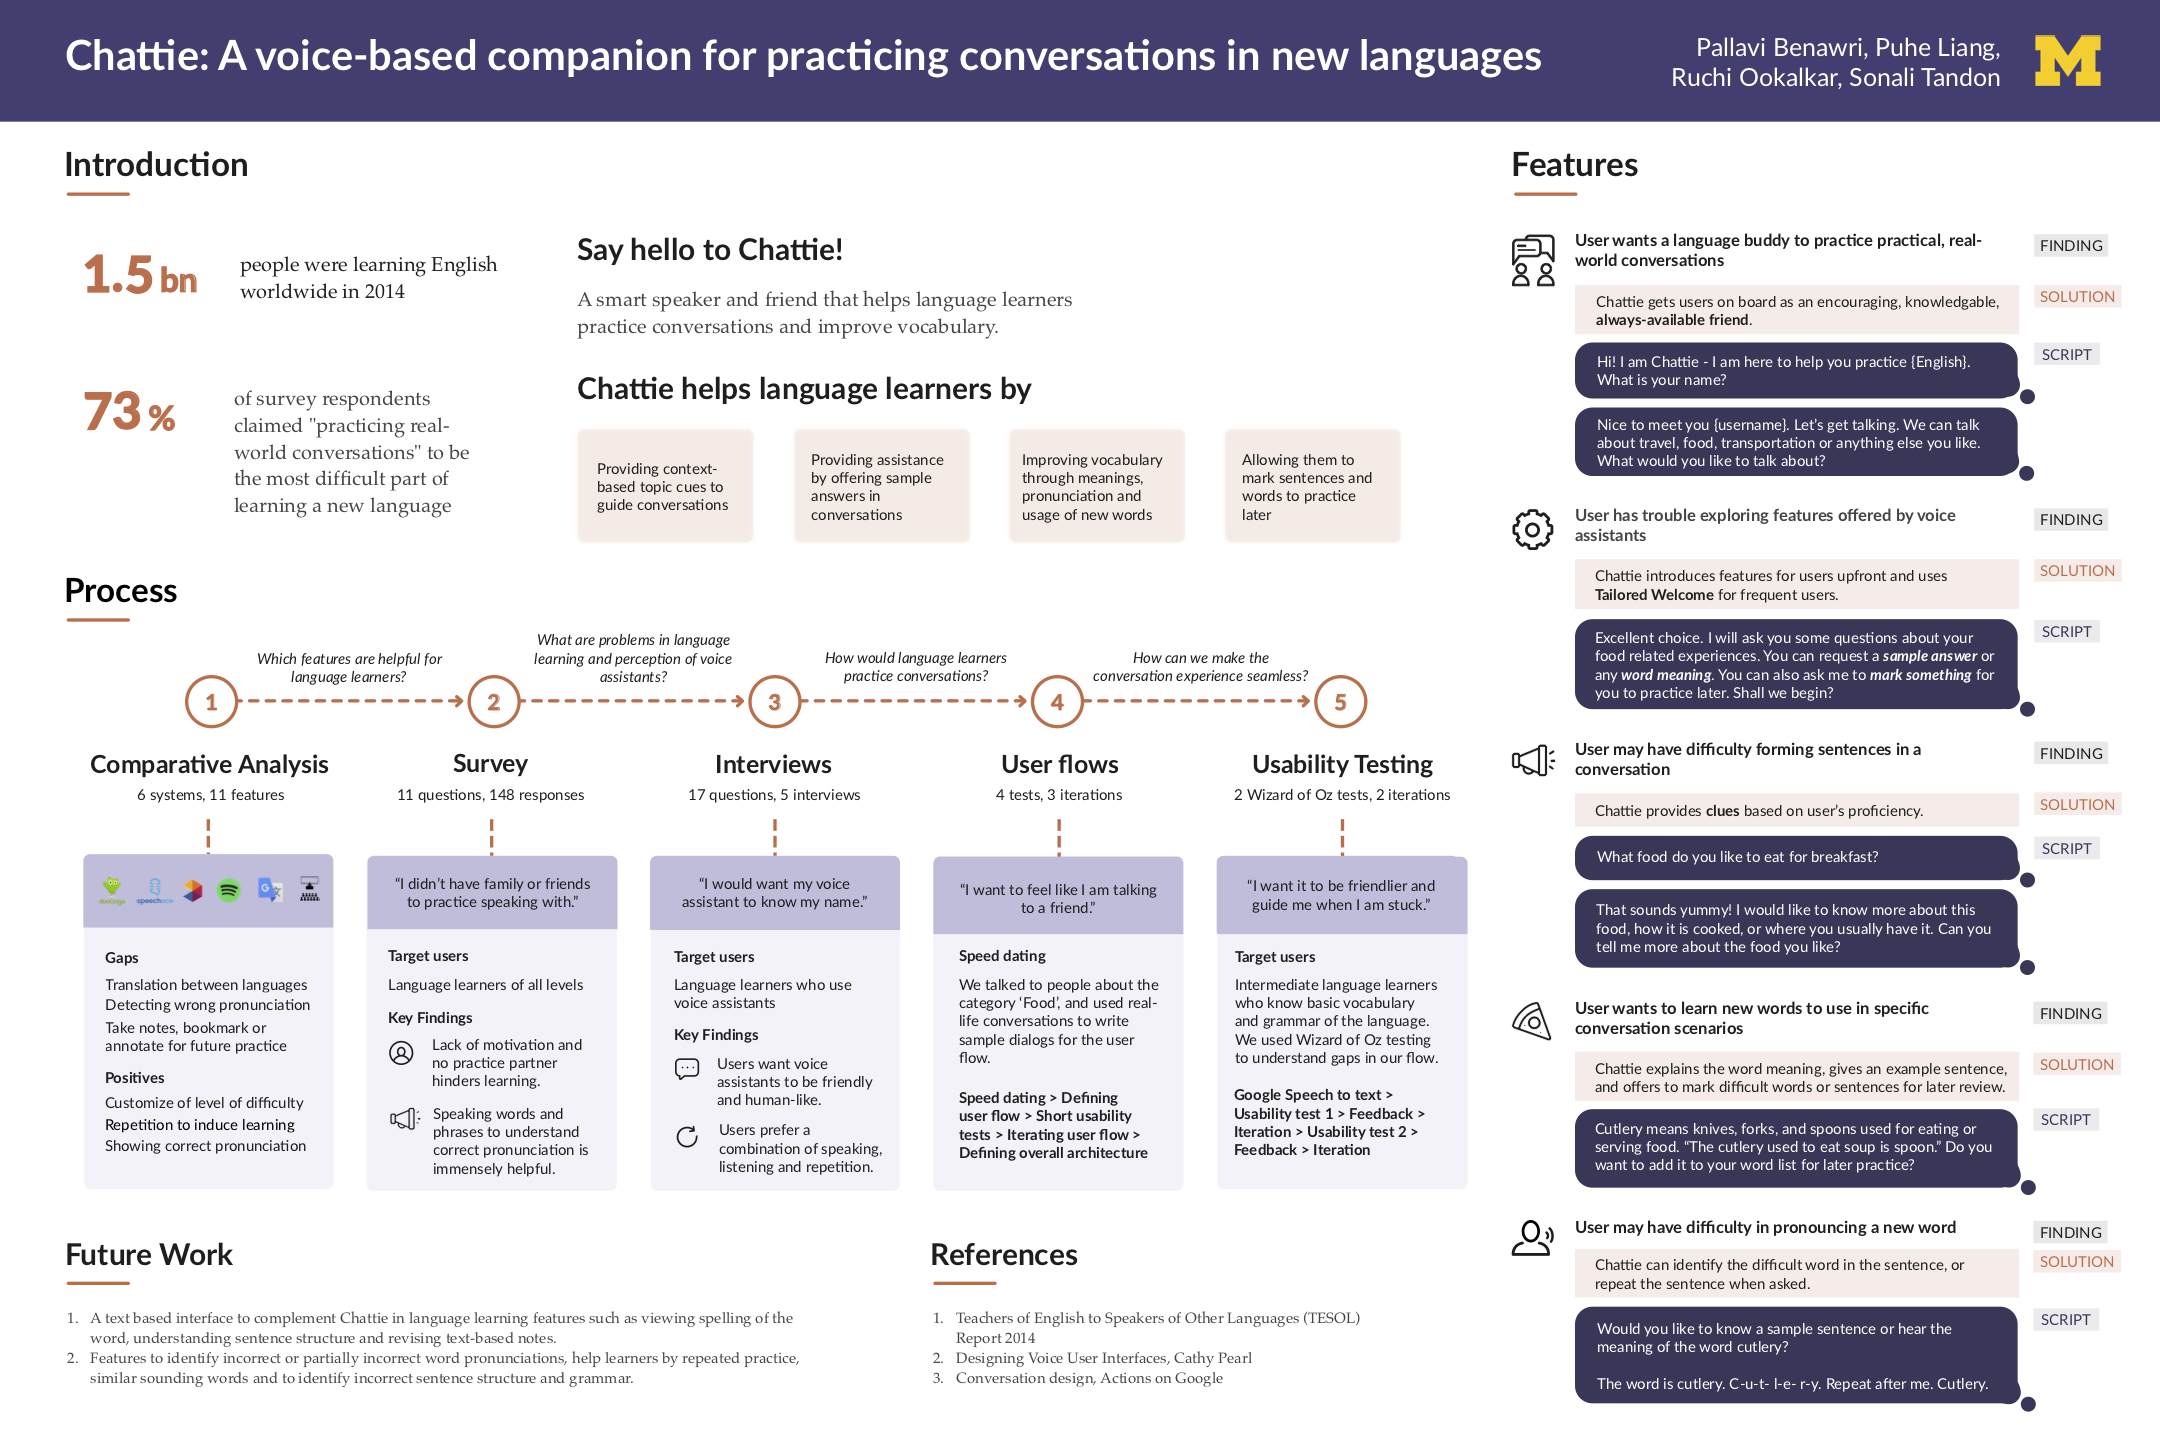 Chattie: A voice-based companion for practicing conversations in new languages
Pallavi Benawri, Puhe Liang,
Ruchi Ookalkar, Sonali Tandon
M
Introduction
1.5 bn
people were learning English
worldwide in 2014
73 %
of survey respondents
claimed "practicing real-
world conversations" to be
the most difficult part of
learning a new language
Say hello to Chattie!
A smart speaker and friend that helps language learners
practice conversations and improve vocabulary.
Chattie helps language learners by
Providing context-
based topic cues to
guide conversations
Providing assistance
by offering sample
answers in
conversations
Improving vocabulary
through meanings,
pronunciation and
usage of new words
Allowing them to
mark sentences and
words to practice
later
Process
1
Which features are helpful for
language learners?
2
What are problems in language
learning and perception of voice
assistants?
3
How would language learners
practice conversations?
4
How can we make the
conversation experience seamless?
5
Comparative Analysis
6 systems, 11 features
duolingo
speechace
Gaps
Translation between languages
Detecting wrong pronunciation
Take notes, bookmark or
annotate for future practice
Positives
Customize of level of difficulty
Repetition to induce learning
Showing correct pronunciation
Survey
11 questions, 148 responses
“I didn’t have family or friends
to practice speaking with.”
Target users
Language learners of all levels
Key Findings
Lack of motivation and
no practice partner
hinders learning.
Speaking words and
phrases to understand
correct pronunciation is
immensely helpful.
Interviews
17 questions, 5 interviews
“I would want my voice
assistant to know my name.”
Target users
Language learners who use
voice assistants
Key Findings
Users want voice
assistants to be friendly
and human-like.
Users prefer a
combination of speaking,
listening and repetition.
User flows
4 tests, 3 iterations
“I want to feel like I am talking
to a friend.”
Speed dating
We talked to people about the
category ‘Food’, and used real-
life conversations to write
sample dialogs for the user
flow.
Speed dating > Defining
user flow > Short usability
tests > Iterating user flow >
Defining overall architecture
Usability Testing
2 Wizard of Oz tests, 2 iterations
“I want it to be friendlier and
guide me when I am stuck.”
Target users
Intermediate language learners
who know basic vocabulary
and grammar of the language.
We used Wizard of Oz testing
to understand gaps in our flow.
Google Speech to text >
Usability test 1 > Feedback >
Iteration > Usability test 2 >
Feedback > Iteration
Future Work
1. A text based interface to complement Chattie in language learning features such as viewing spelling of the
word, understanding sentence structure and revising text-based notes.
2. Features to identify incorrect or partially incorrect word pronunciations, help learners by repeated practice,
similar sounding words and to identify incorrect sentence structure and grammar.
References
1. Teachers of English to Speakers of Other Languages (TESOL)
Report 2014
2. Designing Voice User Interfaces, Cathy Pearl
3. Conversation design, Actions on Google
Features
User wants a language buddy to practice practical, real-
world conversations
FINDING
Chattie gets users on board as an encouraging, knowledgable,
always-available friend.
SOLUTION
Hi! I am Chattie - I am here to help you practice {English}.
What is your name?
SCRIPT
Nice to meet you {username}. Let’s get talking. We can talk
about travel, food, transportation or anything else you like.
What would you like to talk about?
User has trouble exploring features offered by voice
assistants
FINDING
Chattie introduces features for users upfront and uses
Tailored Welcome for frequent users.
SOLUTION
Excellent choice. I will ask you some questions about your
food related experiences. You can request a sample answer or
any word meaning. You can also ask me to mark something for
you to practice later. Shall we begin?
SCRIPT
User may have difficulty forming sentences in a
conversation
FINDING
Chattie provides clues based on user’s proficiency.
SOLUTION
What food do you like to eat for breakfast?
SCRIPT
That sounds yummy! I would like to know more about this
food, how it is cooked, or where you usually have it. Can you
tell me more about the food you like?
User wants to learn new words to use in specific
conversation scenarios
FINDING
Chattie explains the word meaning, gives an example sentence,
and offers to mark difficult words or sentences for later review.
SOLUTION
Cutlery means knives, forks, and spoons used for eating or
serving food. “The cutlery used to eat soup is spoon.” Do you
want to add it to your word list for later practice?
SCRIPT
User may have difficulty in pronouncing a new word
FINDING
Chattie can identify the difficult word in the sentence, or
repeat the sentence when asked.
SOLUTION
Would you like to know a sample sentence or hear the
meaning of the word cutlery?
SCRIPT
The word is cutlery. C-u-t- l-e- r-y. Repeat after me. Cutlery.